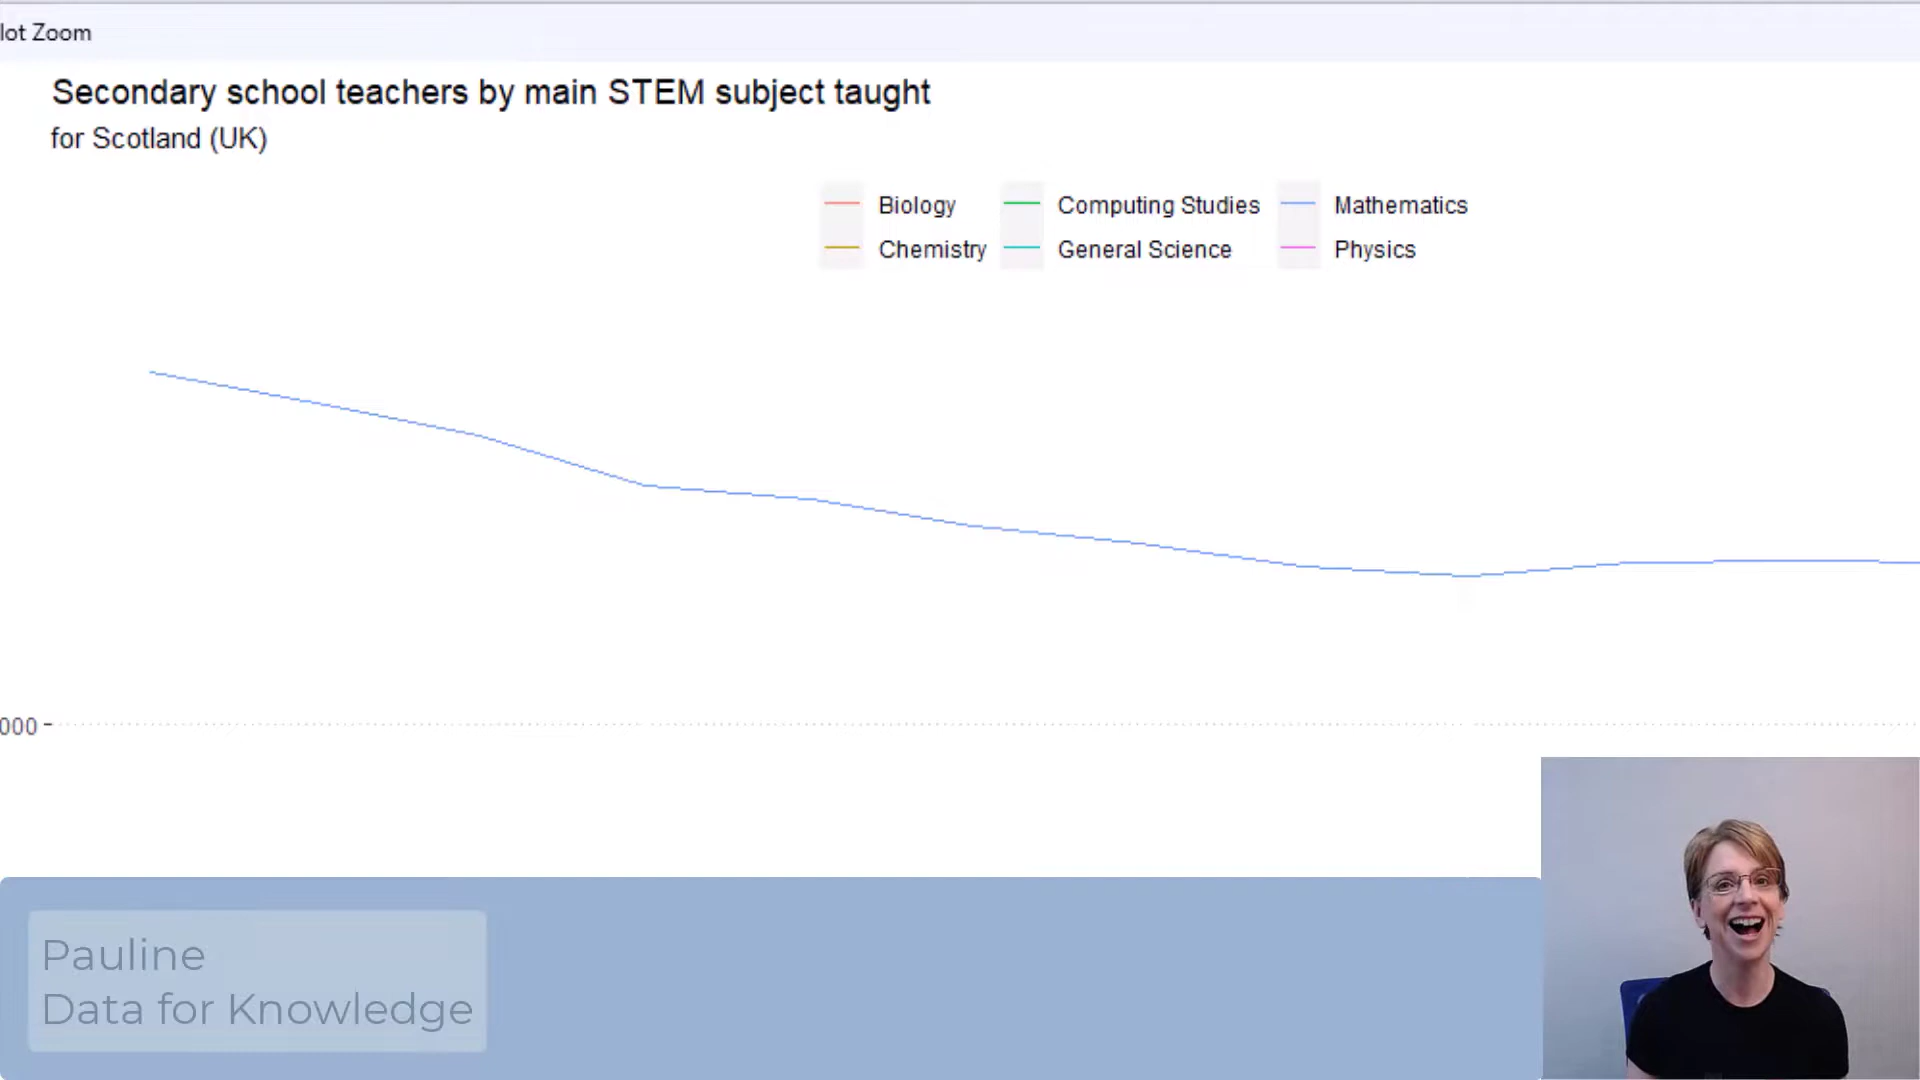 lot Zoom
Secondary school teachers by main STEM subject taught
for Scotland (UK)
Biology Computing Studies Mathematics
Chemistry General Science Physics
000
Pauline
Data for Knowledge